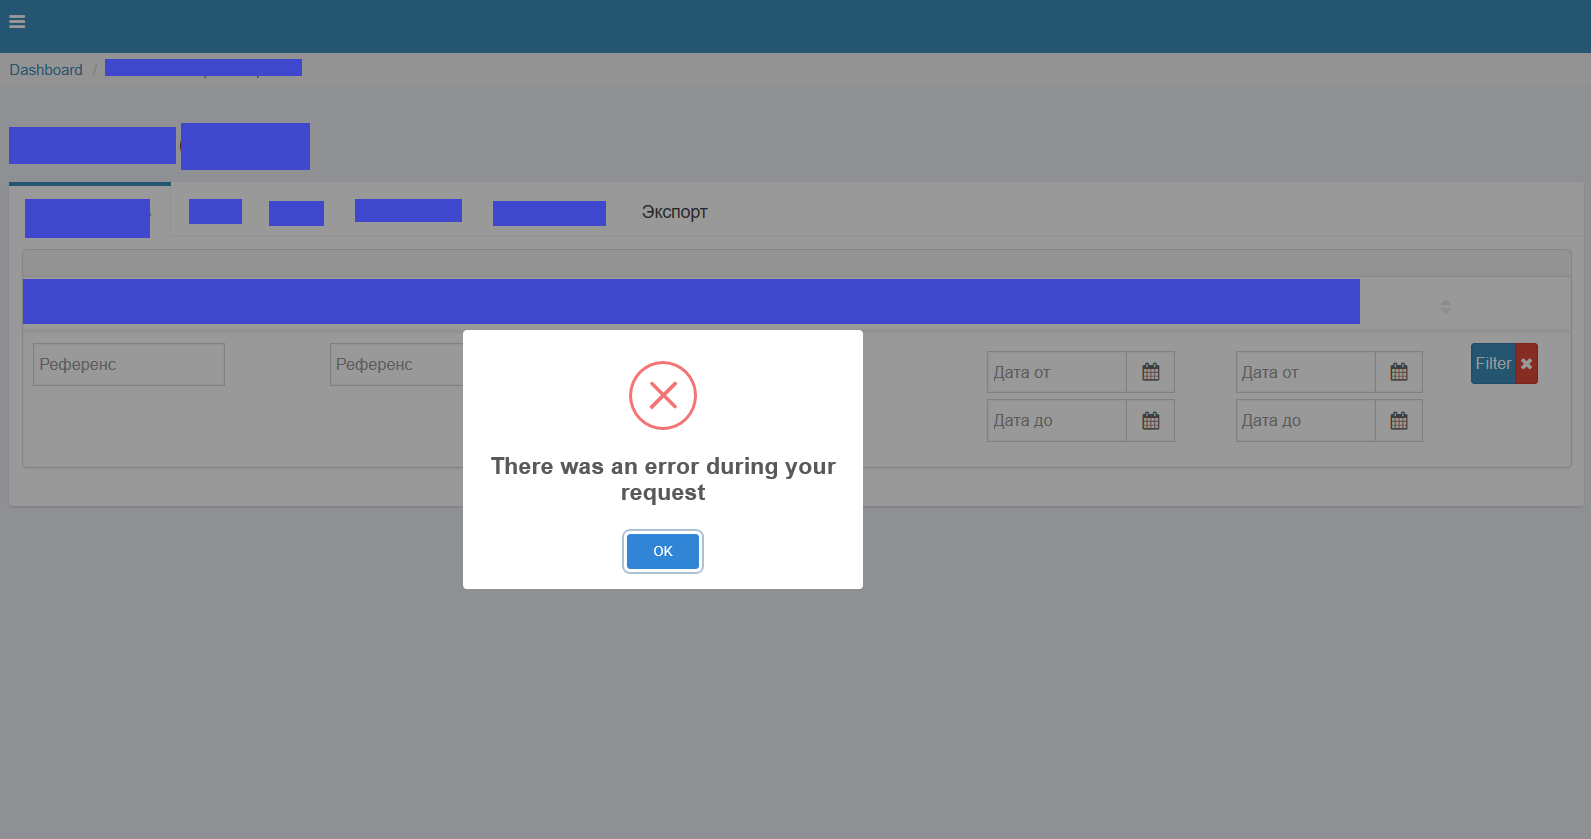 Dashboard /
Экспорт
Референс
Референс
Дата от
Дата от
Filter
Дата до
Дата до
There was an error during your
request
OK